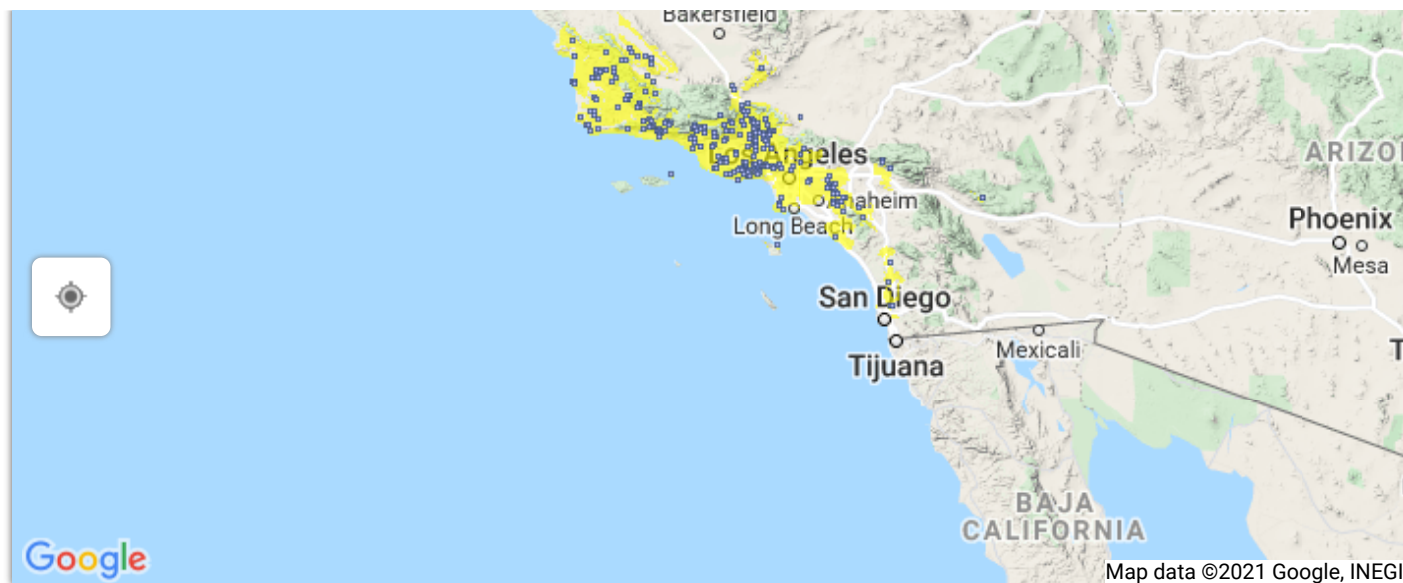 Bakersfield
Los Angeles
Anaheim
Long Beach
ARIZO
Phoenix
Mesa
San Diego
Tijuana
Mexicali
T
BAJA
CALIFORNIA
Google
Map data ©2021 Google, INEGI